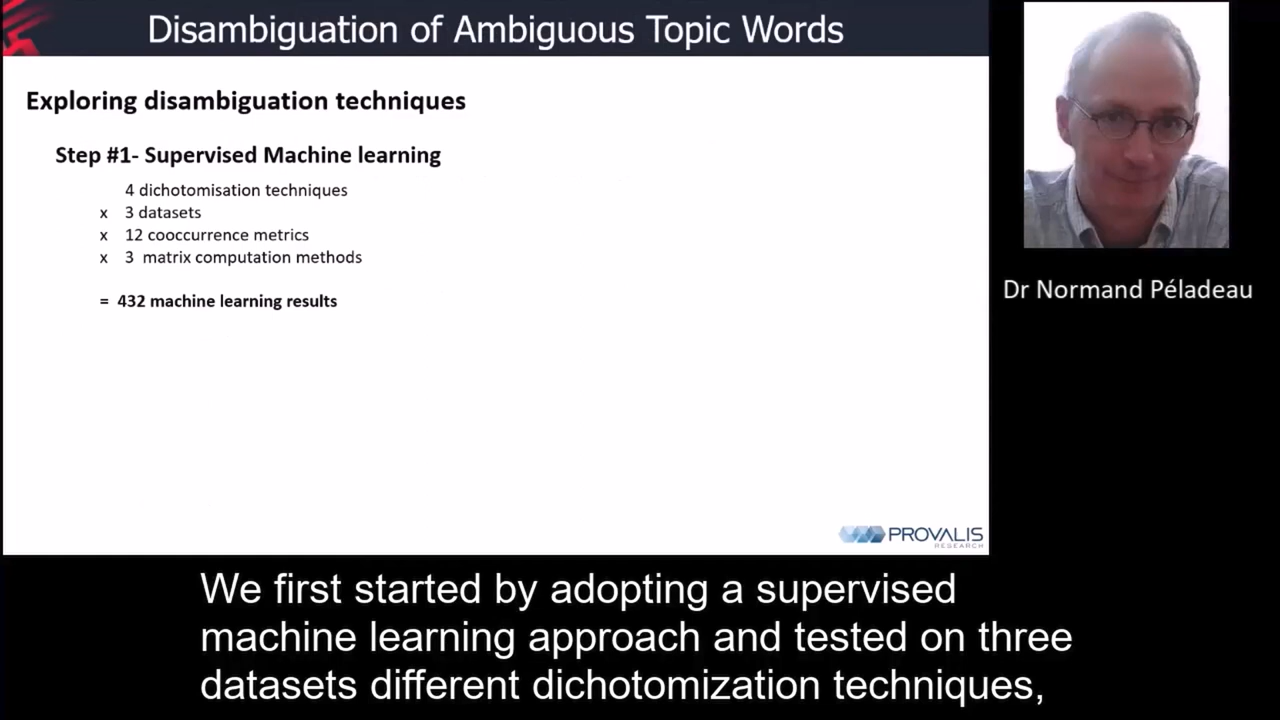 Disambiguation of Ambiguous Topic Words
Exploring disambiguation techniques
Step #1- Supervised Machine learning
4 dichotomisation techniques
x 3 datasets
x 12 cooccurrence metrics
x 3 matrix computation methods
= 432 machine learning results
PROVALIS
RESEARCH
Dr Normand Péladeau
We first started by adopting a supervised
machine learning approach and tested on three
datasets different dichotomization techniques,